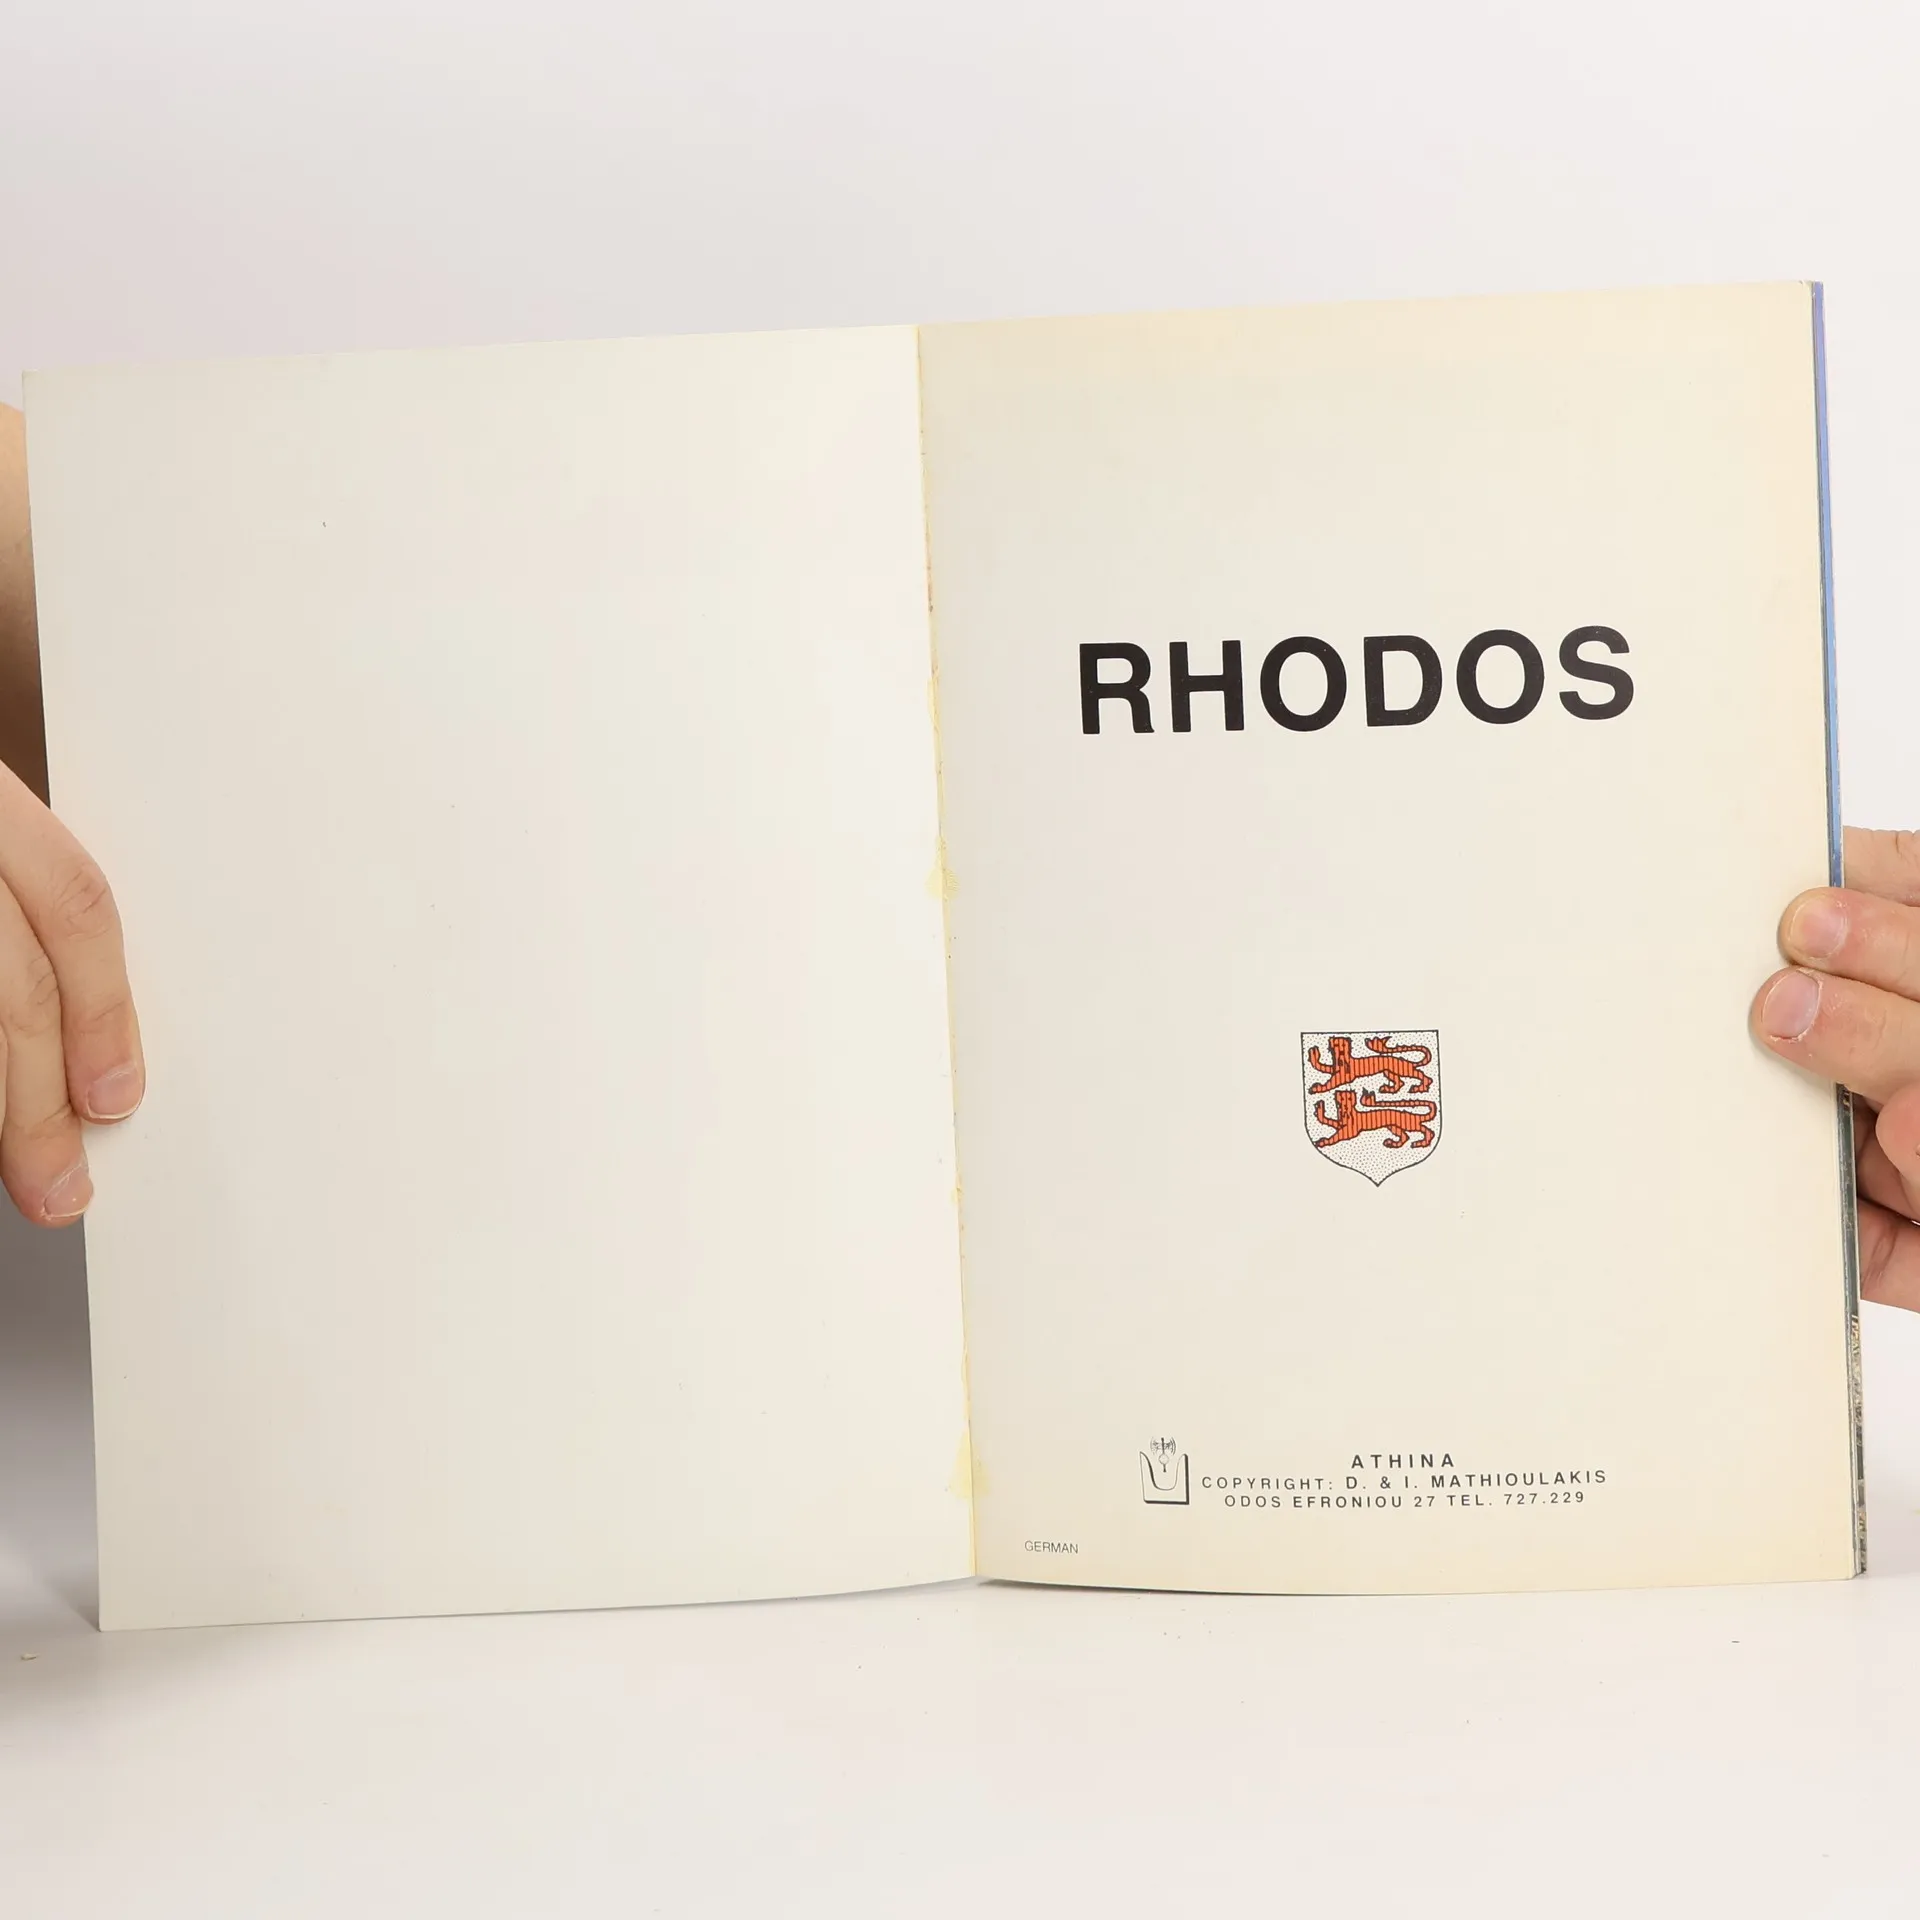 RHODOS
ATHINA
COPYRIGHT: D. & I. MATHIOULAKIS
ODOS EFRONIOU 27 TEL. 727.229
GERMAN